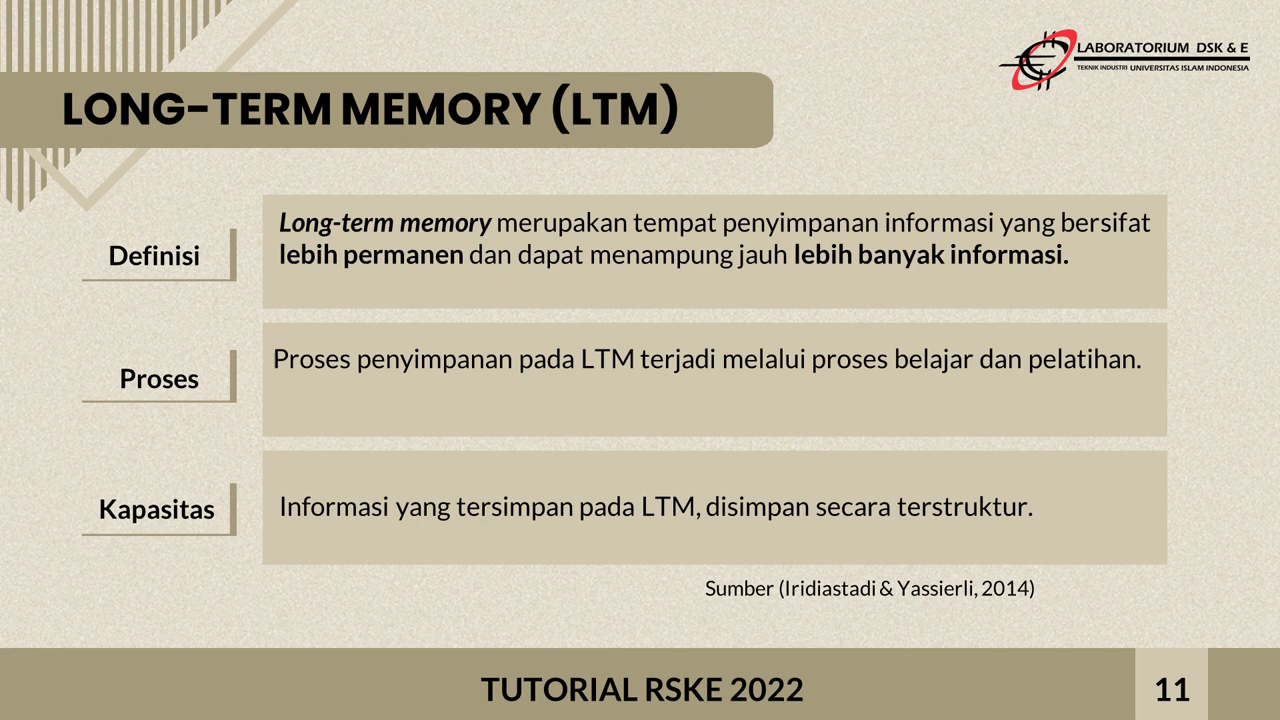 LABORATORIUM DSK & E
TEKNIK INDUSTRI UNIVERSITAS ISLAM INDONESIA
LONG-TERM MEMORY (LTM)
Definisi
Long-term memory merupakan tempat penyimpanan informasi yang bersifat
lebih permanen dan dapat menampung jauh lebih banyak informasi.
Proses
Proses penyimpanan pada LTM terjadi melalui proses belajar dan pelatihan.
Kapasitas
Informasi yang tersimpan pada LTM, disimpan secara terstruktur.
Sumber (Iridiastadi & Yassierli, 2014)
TUTORIAL RSKE 2022
11